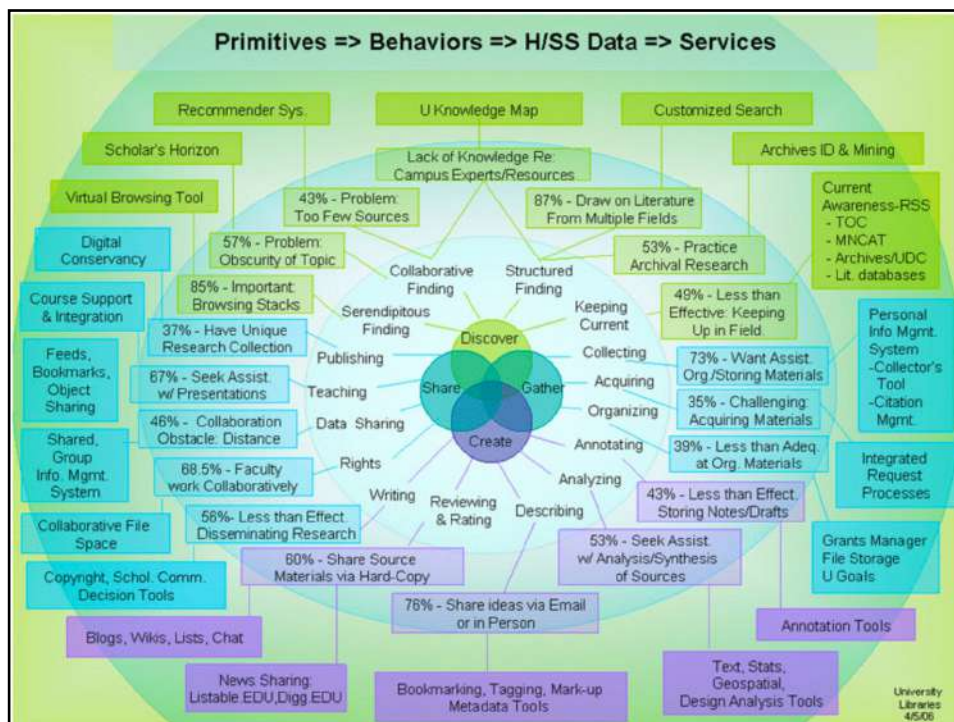 Primitives => Behaviors => H/SS Data => Services
Recommender Sys.
U Knowledge Map
Customized Search
Scholar's Horizon
Lack of Knowledge Re:
Campus Experts/Resources
Archives ID & Mining
Virtual Browsing Tool
43% - Problem:
Too Few Sources
87% - Draw on Literature
From Multiple Fields
Current
Awareness-RSS
- TOC
- MNCAT
- Archives/UDC
- Lit. databases
Digital
Conservancy
57% - Problem:
Obscurity of Topic
53% - Practice
Archival Research
Collaborative
Finding
Structured
Finding
85% - Important:
Browsing Stacks
Serendipitous
Finding
Keeping
Current
49% - Less than
Effective: Keeping
Up in Field.
Course Support
& Integration
37% - Have Unique
Research Collection
Publishing
Discover
Collecting
73% - Want Assist.
Org./Storing Materials
Personal
Info Mgmt.
System
-Collector's
Tool
-Citation
Mgmt.
Feeds,
Bookmarks,
Object
Sharing
67% - Seek Assist.
w/ Presentations
Teaching
Share
Gather
Acquiring
35% - Challenging:
Acquiring Materials
46% - Collaboration
Obstacle: Distance
Data Sharing
Create
Organizing
39% - Less than Adeq.
at Org. Materials
Shared,
Group
Info. Mgmt.
System
68.5% - Faculty
work Collaboratively
Rights
Annotating
Integrated
Request
Processes
Writing
Reviewing
& Rating
Describing
Analyzing
43% - Less than Effect.
Storing Notes/Drafts
Collaborative File
Space
56%- Less than Effect.
Disseminating Research
60% - Share Source
Materials via Hard-Copy
53% - Seek Assist.
w/ Analysis/Synthesis
of Sources
Grants Manager
File Storage
U Goals
Copyright, Schol. Comm.
Decision Tools
76% - Share ideas via Email
or in Person
Blogs, Wikis, Lists, Chat
Annotation Tools
News Sharing:
Listable.EDU,Digg.EDU
Bookmarking, Tagging, Mark-up
Metadata Tools
Text, Stats,
Geospatial,
Design Analysis Tools
University
Libraries
4/5/06